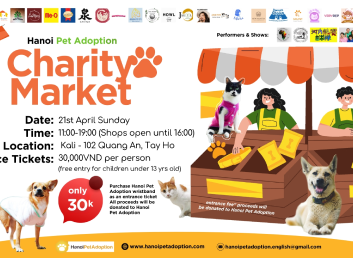 Hanoi Pet Adoption
Performers & Shows:
Charity
Market
Date: 21st April Sunday
Time: 11:00-19:00 (Shops open until 16:00)
Location: Kali - 102 Quang An, Tay Ho
ce Tickets: 30,000VND per person
(free entry for children under 13 yrs old)
only
30k
Purchase Hanoi Pet
Adoption wristband
as an entrance ticket
All proceeds will be
donated to Hanoi
Pet Adoption
entrance fee* proceeds will
be donated to Hanoi Pet Adoption
HanoiPetAdoption
www.hanoipetadoption.com
hanoipetadoption.english@gmail.com